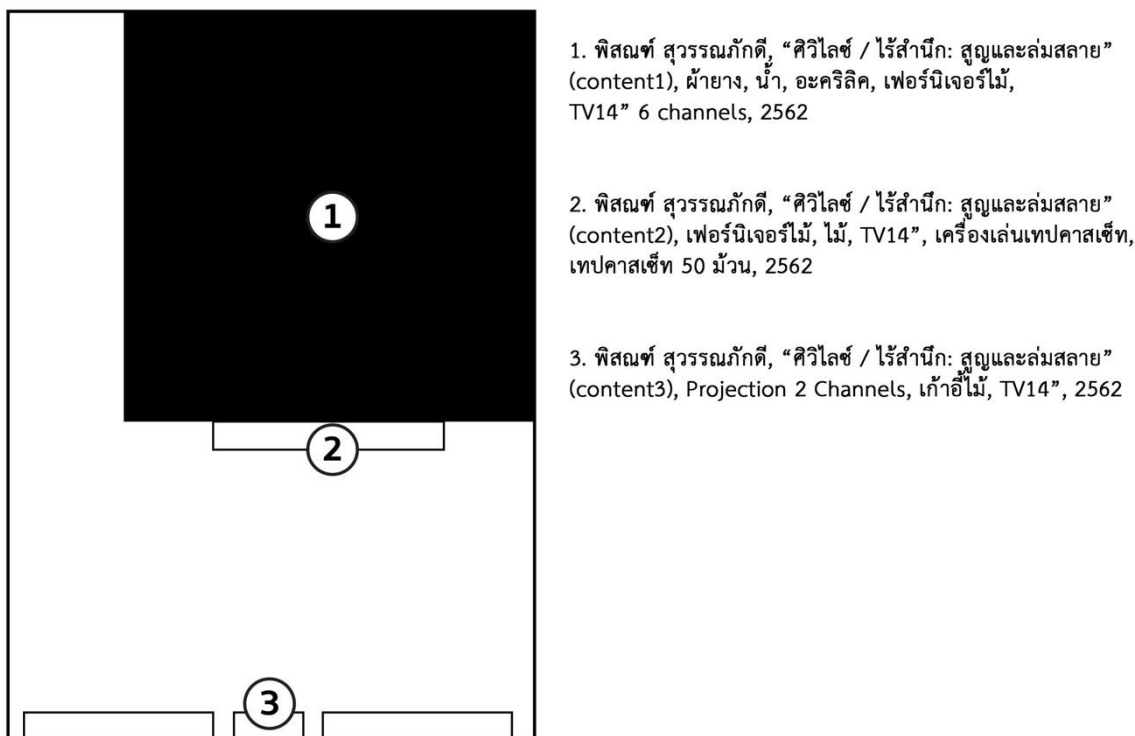 1. พิสณฑ์ สุวรรณภักดี, “ศิวิไลซ์ / ไร้สำนึก: สูญและล่มสลาย”
(content1), ผ้ายาง, น้ำ, อะคริลิค, เฟอร์นิเจอร์ไม้,
TV14” 6 channels, 2562
1
2. พิสณฑ์ สุวรรณภักดี, “ศิวิไลซ์ / ไร้สำนึก: สูญและล่มสลาย”
(content2), เฟอร์นิเจอร์ไม้, ไม้, TV14”, เครื่องเล่นเทปคาสเซ็ท,
เทปคาสเซ็ท 50 ม้วน, 2562
3. พิสณฑ์ สุวรรณภักดี, “ศิวิไลซ์ / ไร้สำนึก: สูญและล่มสลาย”
(content3), Projection 2 Channels, เก้าอี้ไม้, TV14”, 2562
2
3